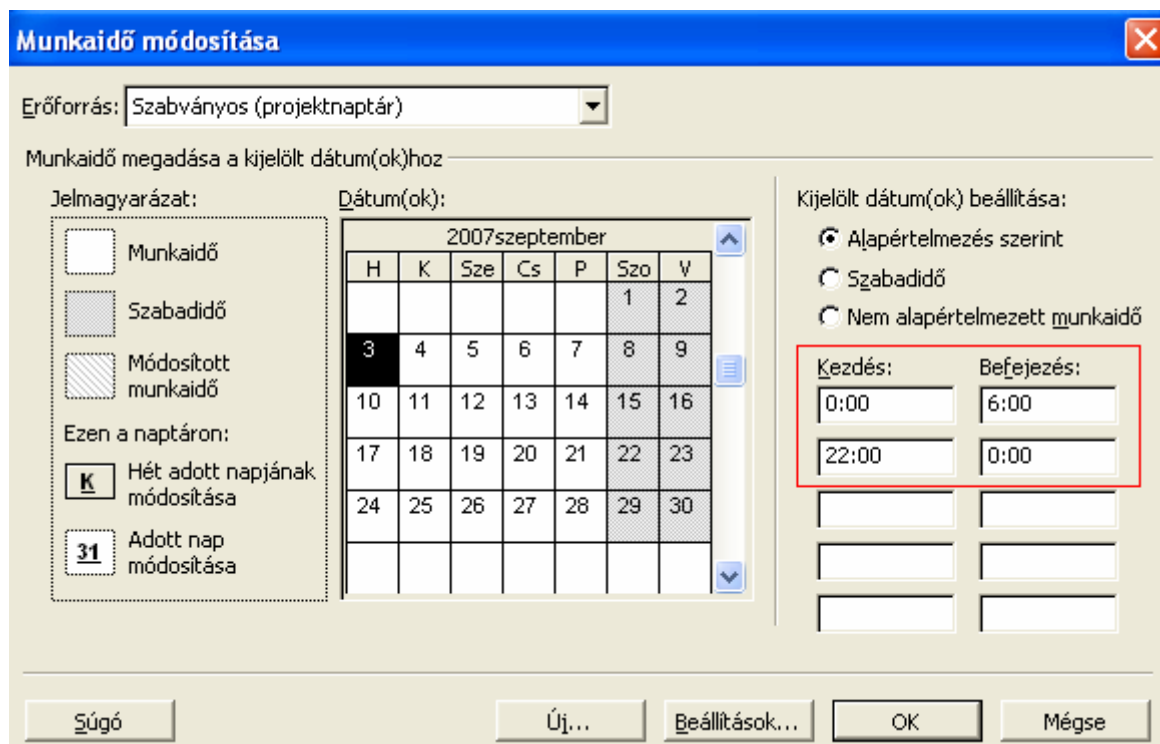 Munkaidő módosítása
Erőforrás: Szabványos (projektnaptár)
Munkaidő megadása a kijelölt dátum(ok)hoz
Jelmagyarázat:
Munkaidő
Szabadidő
Módosított
munkaidő
Ezen a naptáron:
K Hét adott napjának
módosítása
31 Adott nap
módosítása
Dátum(ok):
2007szeptember
H K Sze Cs P Szo V
1 2
3 4 5 6 7 8 9
10 11 12 13 14 15 16
17 18 19 20 21 22 23
24 25 26 27 28 29 30
Kijelölt dátum(ok) beállítása:
Alapértelmezés szerint
Szabadidő
Nem alapértelmezett munkaidő
Kezdés: Befejezés:
0:00 6:00
22:00 0:00
Súgó Új... Beállítások... OK Mégse